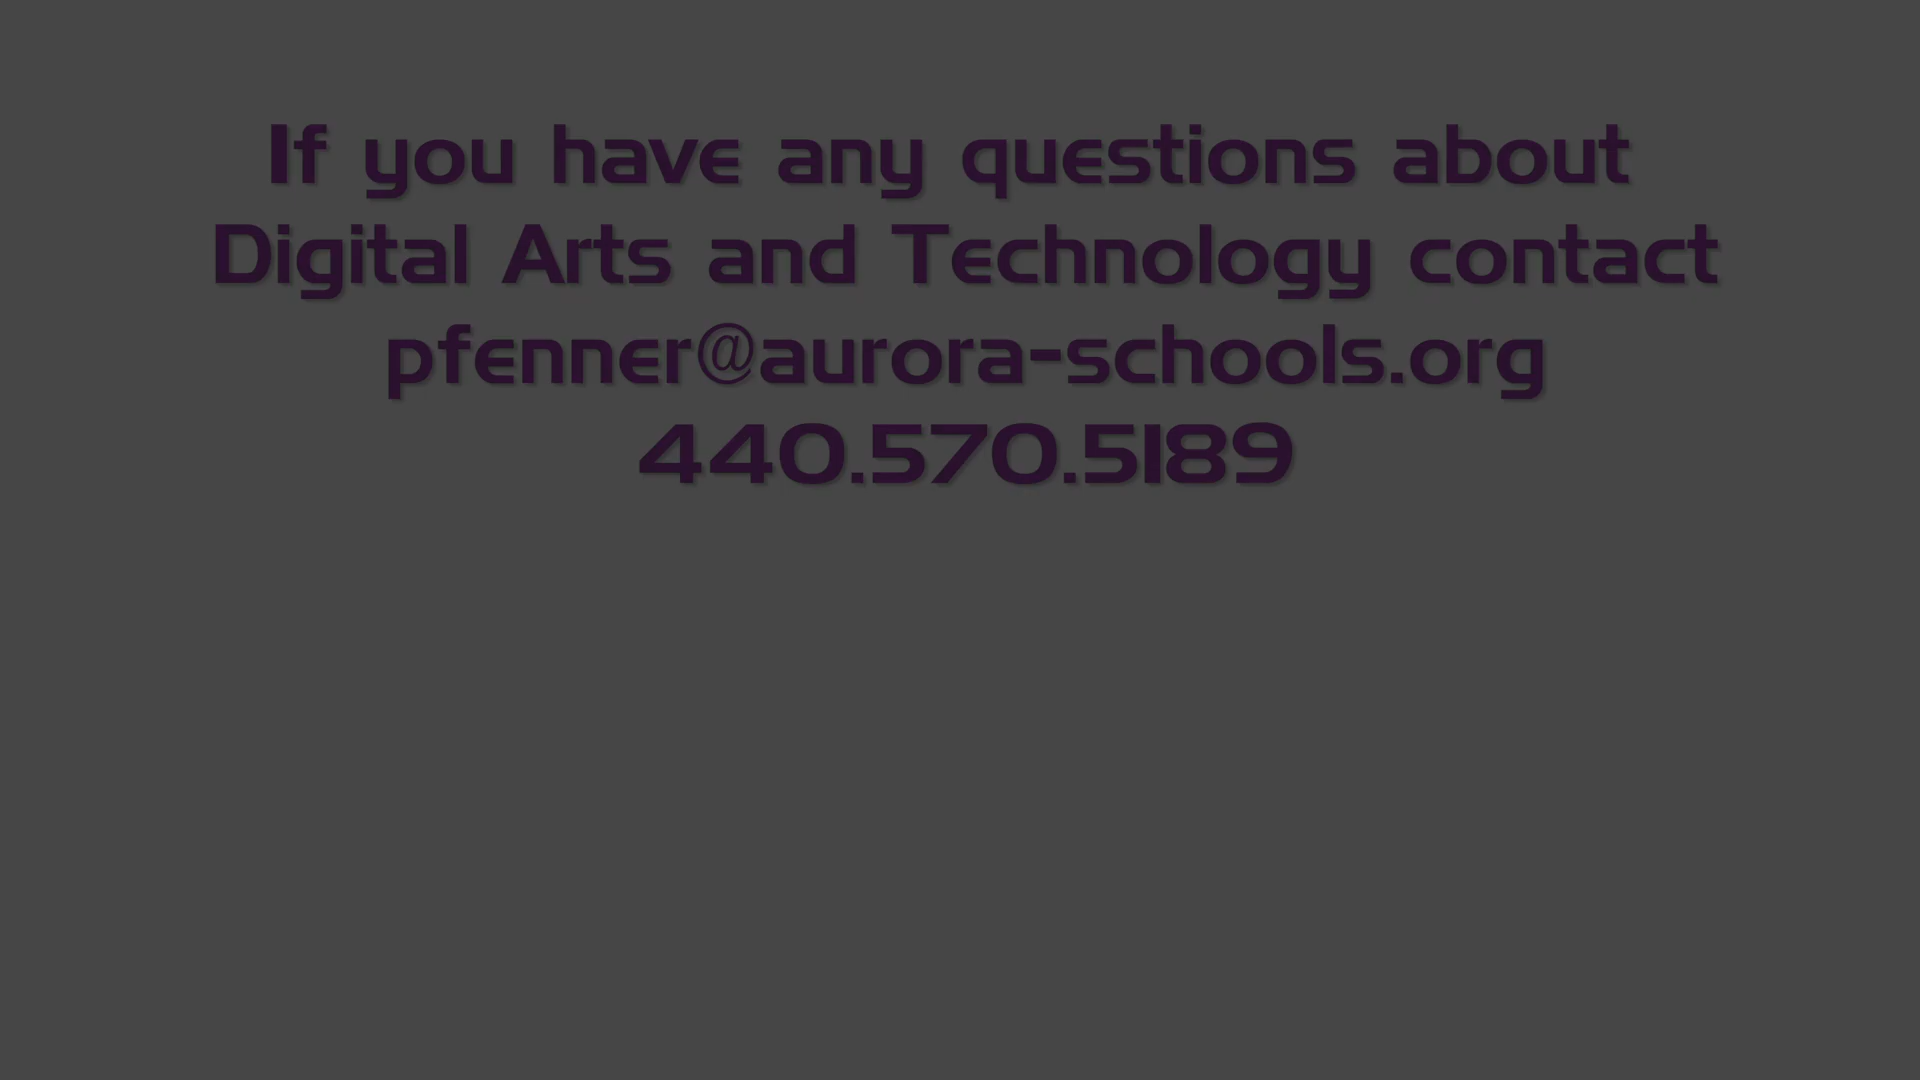 If you have any questions about
Digital Arts and Technology contact
pfenner@aurora-schools.org
440.570.5189